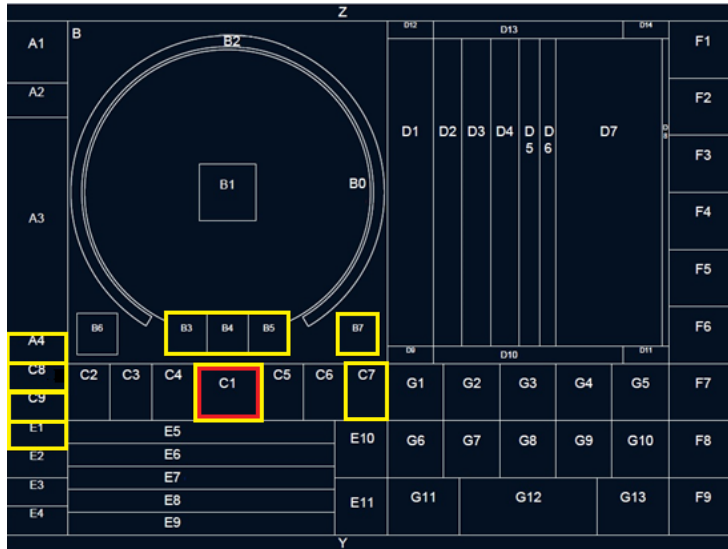 Z
A1
B
B2
D12
D13
D14
F1
A2
F2
D1
D2
D3
D4
D
5
D
6
D7
D
8
F3
B1
B0
A3
F4
F5
B6
B3
B4
B5
B7
F6
A4
D9
D10
D11
C8
C2
C3
C4
C1
C5
C6
C7
G1
G2
G3
G4
G5
F7
C9
E1
E5
E10
G6
G7
G8
G9
G10
F8
E2
E6
E3
E7
E4
E8
E11
G11
G12
G13
F9
E9
Y